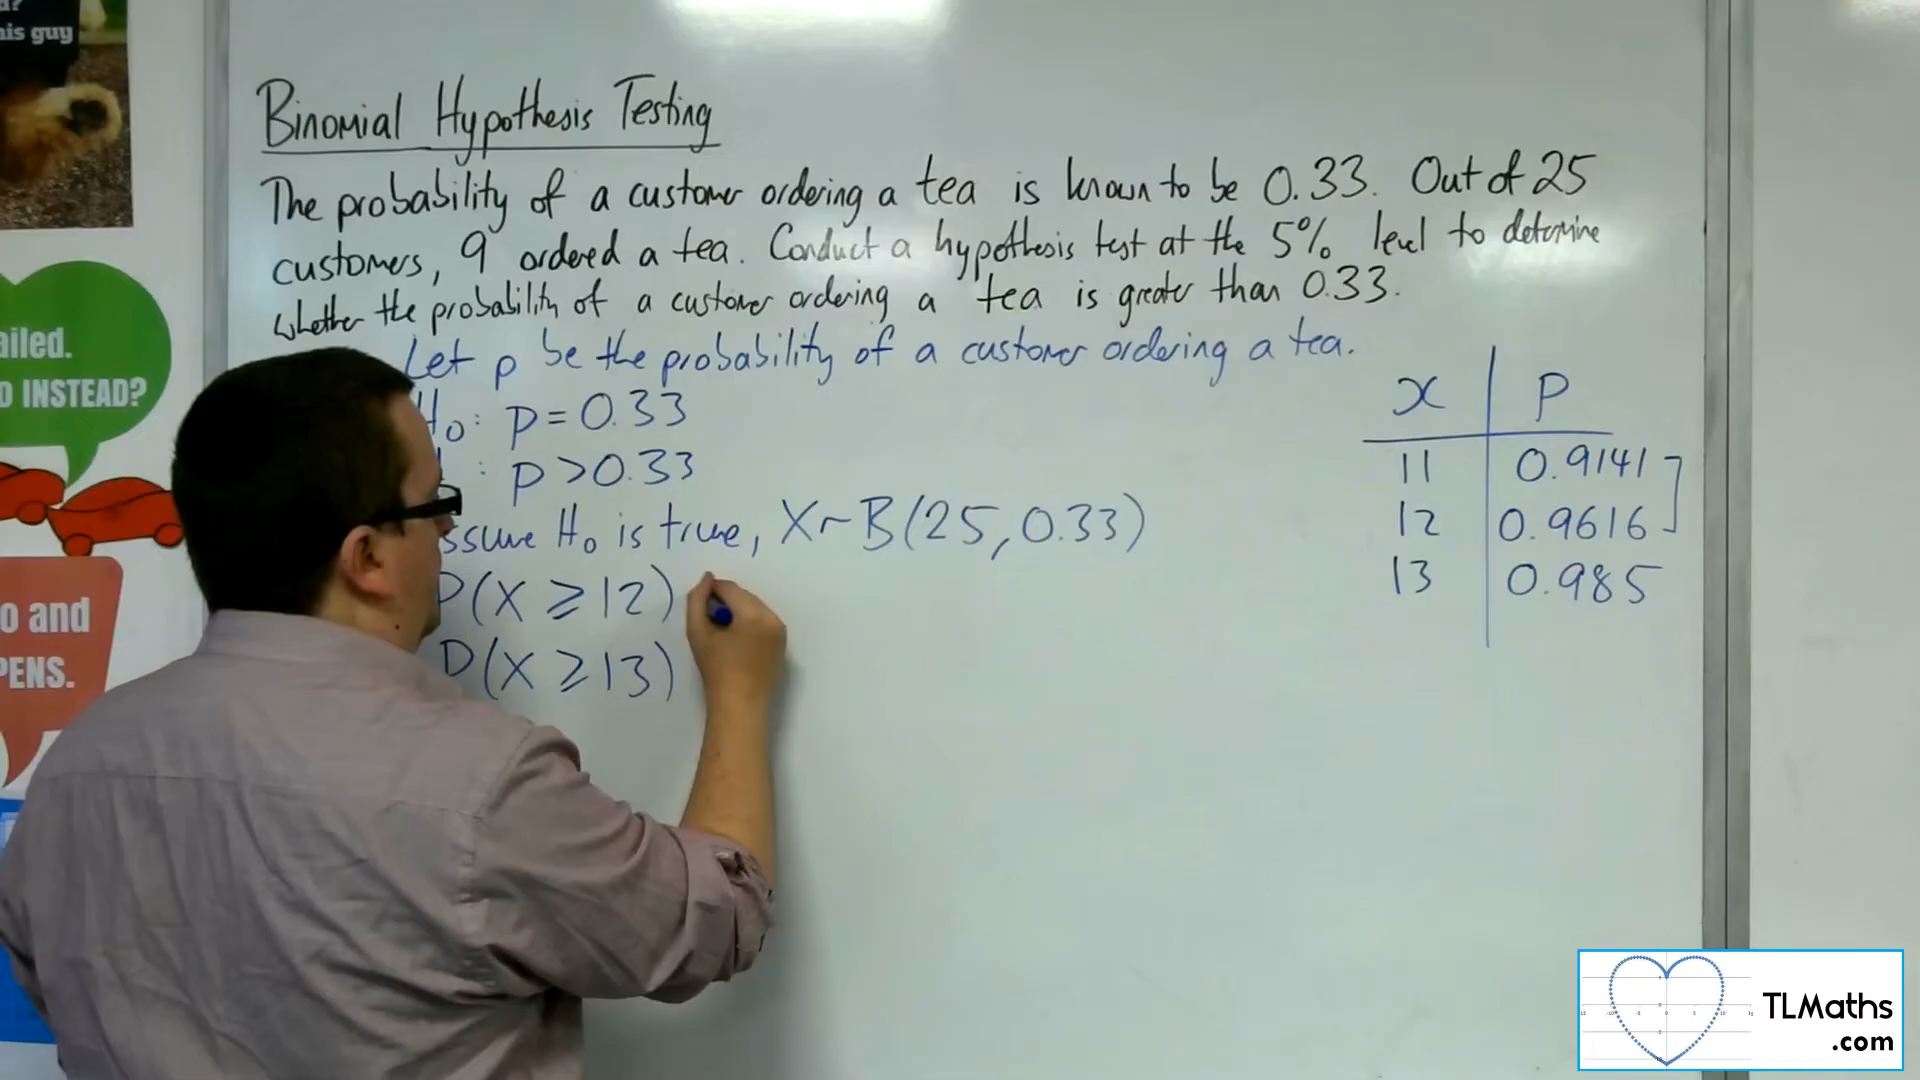 his guy
Binomial Hypothesis Testing
The probability of a customer ordering a tea is known to be 0.33. Out of 25
customers, 9 ordered a tea. Conduct a hypothesis test at the 5% level to determine
whether the probability of a customer ordering a tea is greater than 0.33.
Let p be the probability of a customer ordering a tea.
H₀: p = 0.33
: p > 0.33
ssume H₀ is true, X~B(25, 0.33)
P(X ⩾ 12)
P(X ⩾ 13)
x p
11 0.9141
12 0.9616
13 0.985
ailed.
O INSTEAD?
o and
PENS.
TLMaths
.com